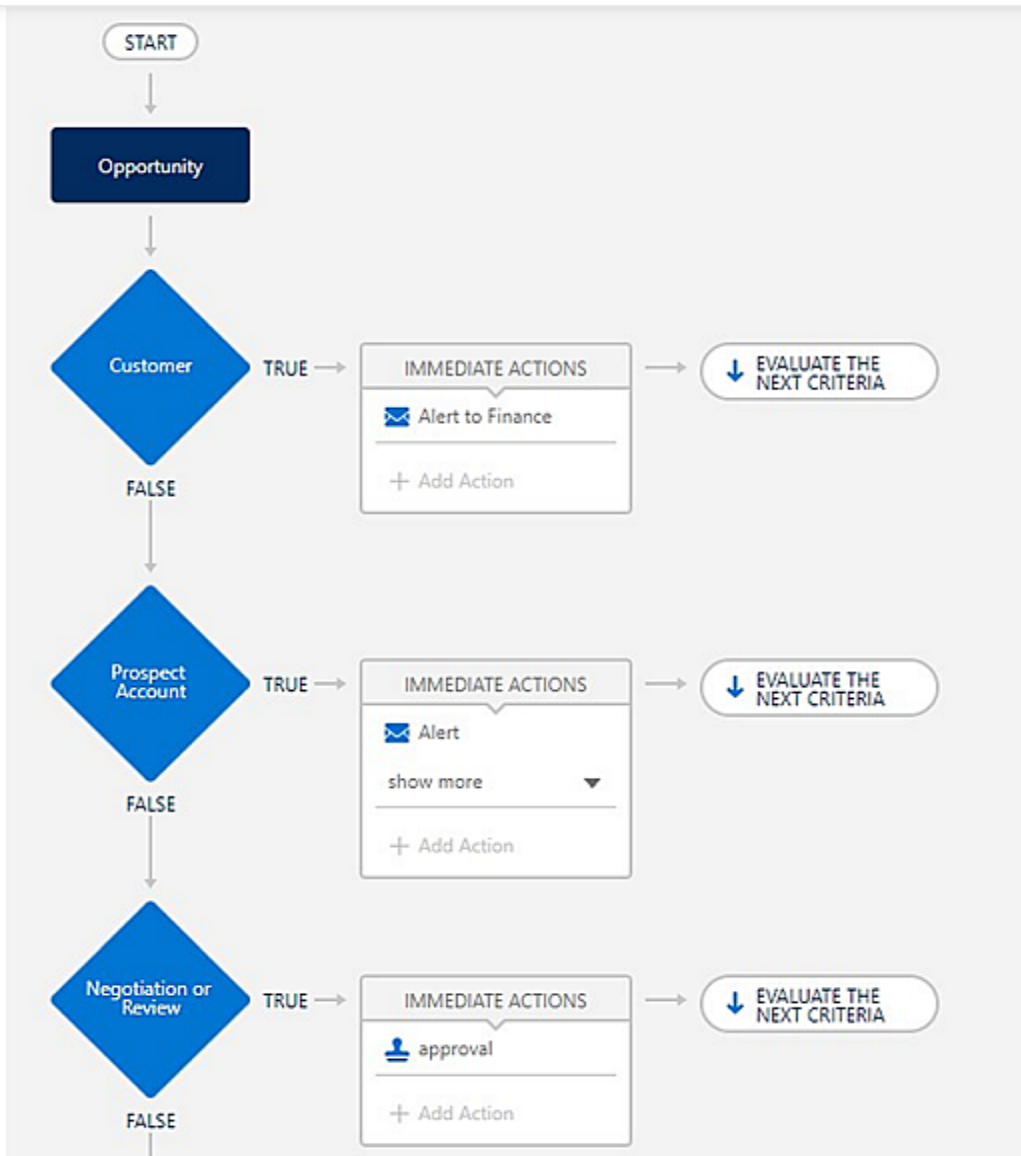 START
Opportunity
Customer
TRUE
IMMEDIATE ACTIONS
Alert to Finance
+ Add Action
EVALUATE THE
NEXT CRITERIA
FALSE
Prospect
Account
TRUE
IMMEDIATE ACTIONS
Alert
show more
+ Add Action
EVALUATE THE
NEXT CRITERIA
FALSE
Negotiation or
Review
TRUE
IMMEDIATE ACTIONS
approval
+ Add Action
EVALUATE THE
NEXT CRITERIA
FALSE